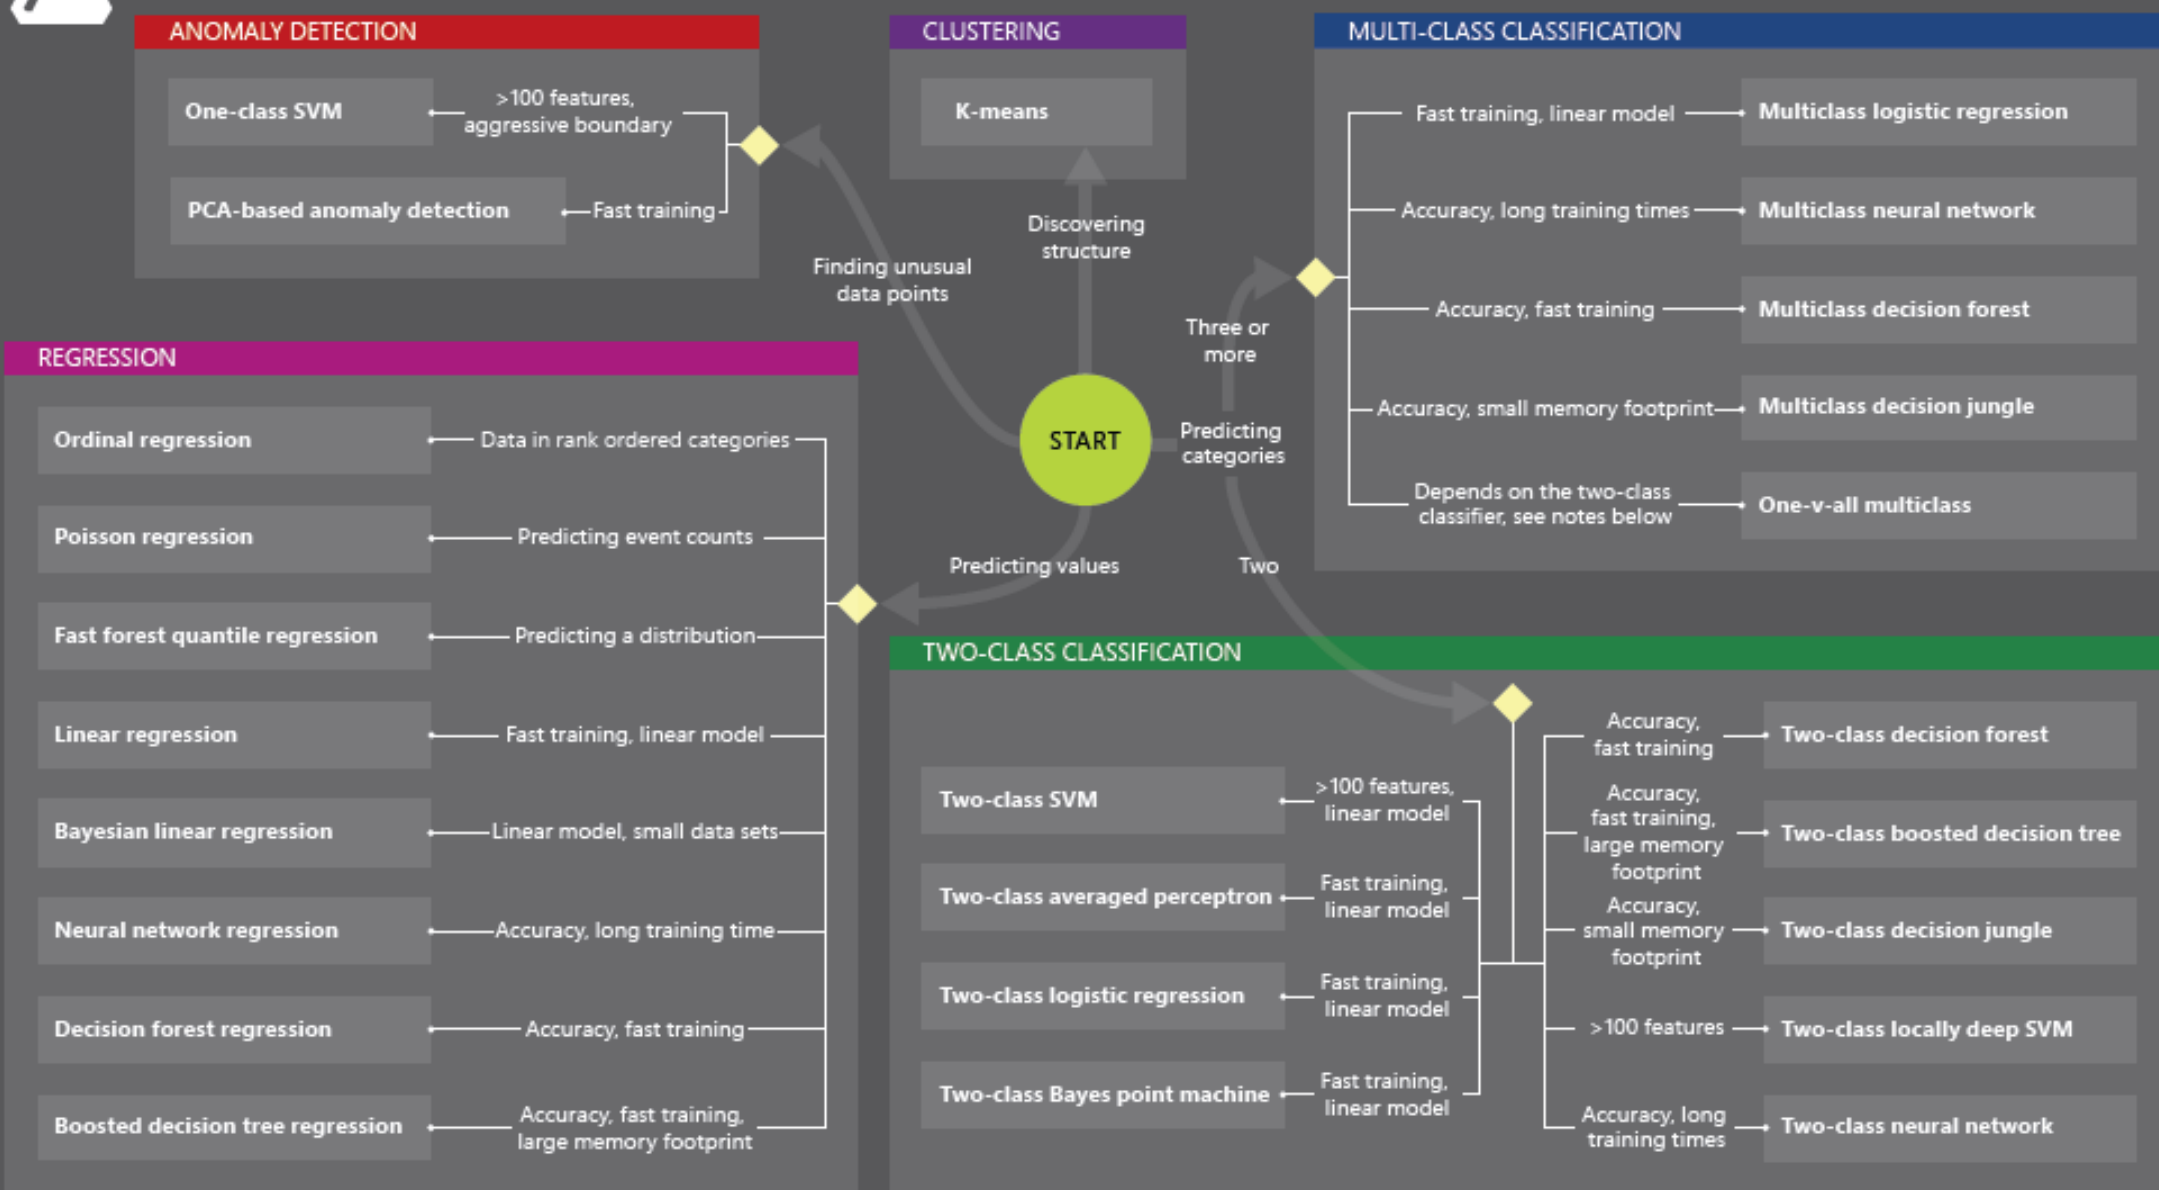 ANOMALY DETECTION
One-class SVM
>100 features,
aggressive boundary
PCA-based anomaly detection
Fast training
CLUSTERING
K-means
Discovering
structure
Finding unusual
data points
MULTI-CLASS CLASSIFICATION
Fast training, linear model
Multiclass logistic regression
Accuracy, long training times
Multiclass neural network
Accuracy, fast training
Multiclass decision forest
Accuracy, small memory footprint
Multiclass decision jungle
Depends on the two-class
classifier, see notes below
One-v-all multiclass
Three or
more
START
Predicting
categories
Predicting values
Two
REGRESSION
Ordinal regression
Data in rank ordered categories
Poisson regression
Predicting event counts
Fast forest quantile regression
Predicting a distribution
Linear regression
Fast training, linear model
Bayesian linear regression
Linear model, small data sets
Neural network regression
Accuracy, long training time
Decision forest regression
Accuracy, fast training
Boosted decision tree regression
Accuracy, fast training,
large memory footprint
TWO-CLASS CLASSIFICATION
Two-class SVM
>100 features,
linear model
Two-class averaged perceptron
Fast training,
linear model
Two-class logistic regression
Fast training,
linear model
Two-class Bayes point machine
Fast training,
linear model
Accuracy,
fast training
Two-class decision forest
Accuracy,
fast training,
large memory
footprint
Two-class boosted decision tree
Accuracy,
small memory
footprint
Two-class decision jungle
>100 features
Two-class locally deep SVM
Accuracy, long
training times
Two-class neural network